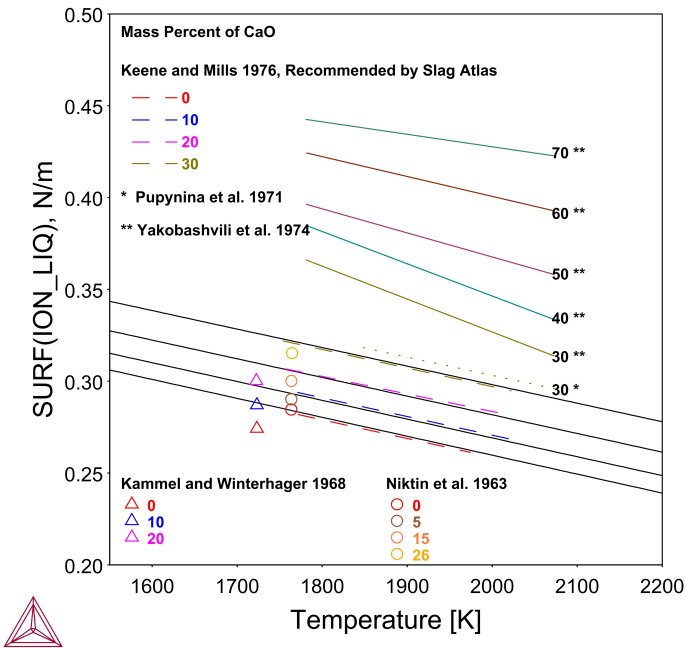 0.50
0.45
0.40
0.35
0.30
0.25
0.20
SURF(ION_LIQ), N/m
Mass Percent of CaO
Keene and Mills 1976, Recommended by Slag Atlas
0
10
20
30
* Pupynina et al. 1971
** Yakobashvili et al. 1974
70 **
60 **
50 **
40 **
30 **
30 *
Kammel and Winterhager 1968
0
10
20
Niktin et al. 1963
0
5
15
26
1600 1700 1800 1900 2000 2100 2200
Temperature [K]